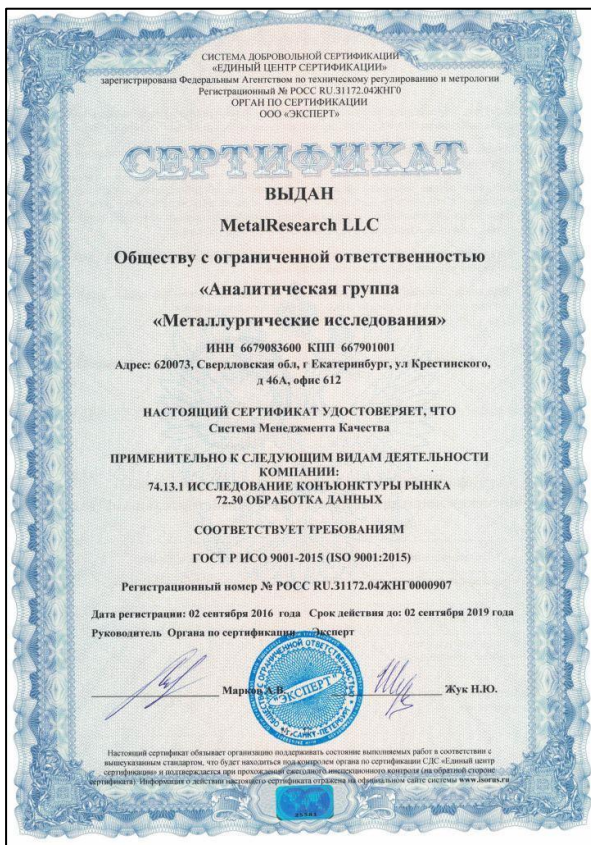 СИСТЕМА ДОБРОВОЛЬНОЙ СЕРТИФИКАЦИИ
«ЕДИНЫЙ ЦЕНТР СЕРТИФИКАЦИИ»
зарегистрирована Федеральным Агентством по техническому регулированию и метрологии
Регистрационный № РОСС RU.31172.04ЖНГ0
ОРГАН ПО СЕРТИФИКАЦИИ
ООО «ЭКСПЕРТ»
СЕРТИФИКАТ
ВЫДАН
MetalResearch LLC
Обществу с ограниченной ответственностью
«Аналитическая группа
«Металлургические исследования»
ИНН 6679083600 КПП 667901001
Адрес: 620073, Свердловская обл, г Екатеринбург, ул Крестинского,
д 46А, офис 612
НАСТОЯЩИЙ СЕРТИФИКАТ УДОСТОВЕРЯЕТ, ЧТО
Система Менеджмента Качества
ПРИМЕНИТЕЛЬНО К СЛЕДУЮЩИМ ВИДАМ ДЕЯТЕЛЬНОСТИ
КОМПАНИИ:
74.13.1 ИССЛЕДОВАНИЕ КОНЪЮНКТУРЫ РЫНКА
72.30 ОБРАБОТКА ДАННЫХ
СООТВЕТСТВУЕТ ТРЕБОВАНИЯМ
ГОСТ Р ИСО 9001-2015 (ISO 9001:2015)
Регистрационный номер № РОСС RU.31172.04ЖНГ0000907
Дата регистрации: 02 сентября 2016 года Срок действия до: 02 сентября 2019 года
Руководитель Органа по сертификации Эксперт
Марков А.В. Жук Н.Ю.
С ОГРАНИЧЕННОЙ ОТВЕТСТВЕННОСТЬЮ
"ЭКСПЕРТ"
г. САНКТ-ПЕТЕРБУРГ
Настоящий сертификат обязывает организацию поддерживать состояние выполняемых работ в соответствии с
вышеуказанным стандартом, что будет находиться под контролем органа по сертификации СДС «Единый центр
сертификации» и подтверждается при прохождении ежегодного инспекционного контроля (на обратной стороне
сертификата). Информация о действии настоящего сертификата отражена на официальном сайте системы www.isorus.ru